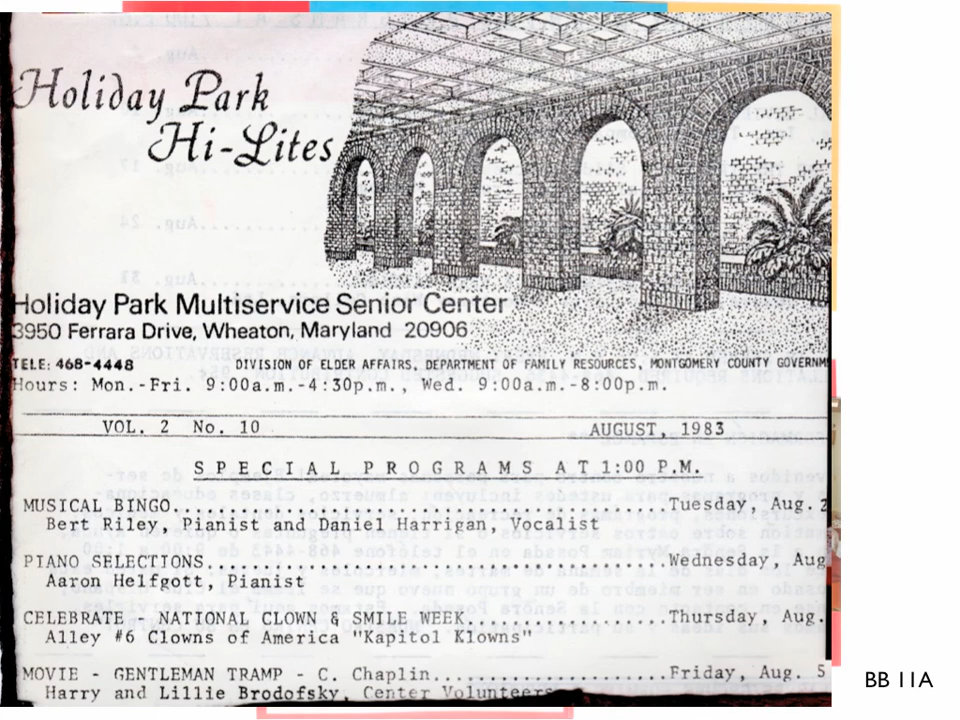 Holiday Park
Hi-Lites
Holiday Park Multiservice Senior Center
3950 Ferrara Drive, Wheaton, Maryland 20906
TELE: 468-4448 DIVISION OF ELDER AFFAIRS, DEPARTMENT OF FAMILY RESOURCES, MONTGOMERY COUNTY GOVERNM
Hours: Mon.-Fri. 9:00a.m.-4:30p.m., Wed. 9:00a.m.-8:00p.m.
VOL. 2 No. 10 AUGUST, 1983
SPECIAL PROGRAMS AT 1:00 P.M.
MUSICAL BINGO..............................................Tuesday, Aug. 2
Bert Riley, Pianist and Daniel Harrigan, Vocalist
PIANO SELECTIONS...........................................Wednesday, Aug
Aaron Helfgott, Pianist
CELEBRATE - NATIONAL CLOWN & SMILE WEEK....................Thursday, Aug.
Alley #6 Clowns of America "Kapitol Klowns"
MOVIE - GENTLEMAN TRAMP - C. Chaplin.......................Friday, Aug. 5
Harry and Lillie Brodofsky, Center Volunteers
BB 11A